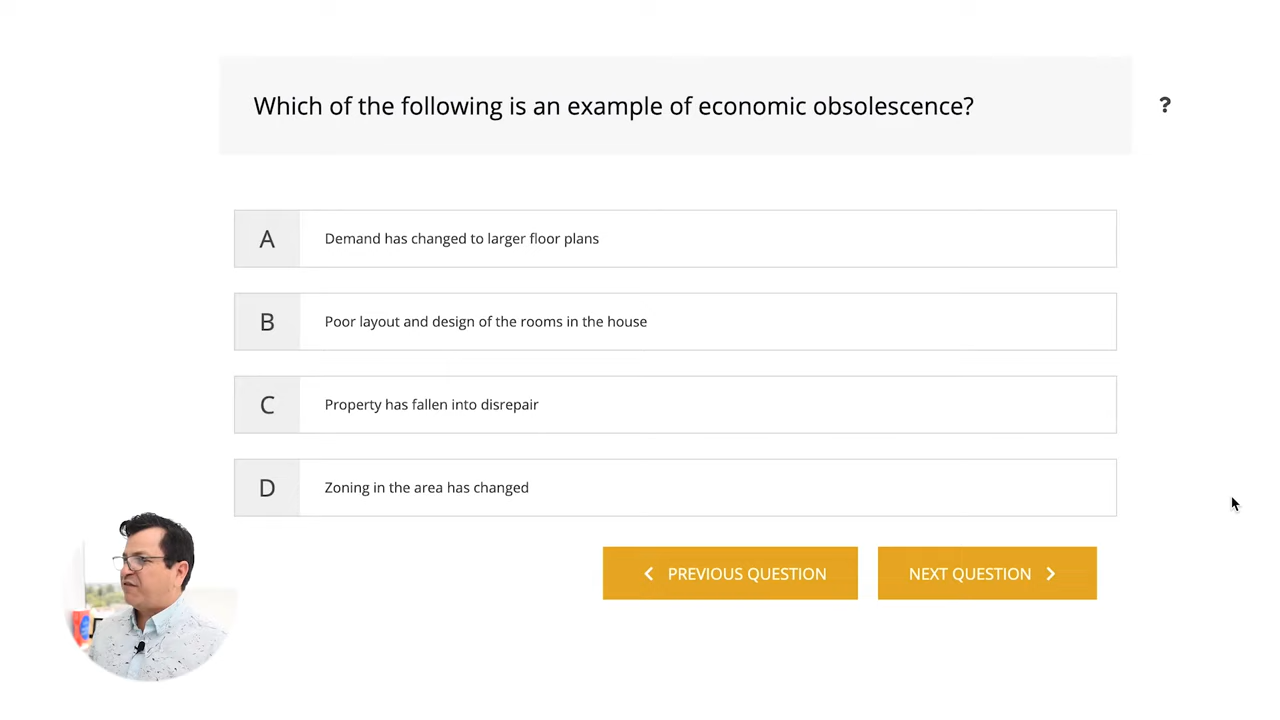 Which of the following is an example of economic obsolescence?
?
A
Demand has changed to larger floor plans
B
Poor layout and design of the rooms in the house
C
Property has fallen into disrepair
D
Zoning in the area has changed
PREVIOUS QUESTION
NEXT QUESTION